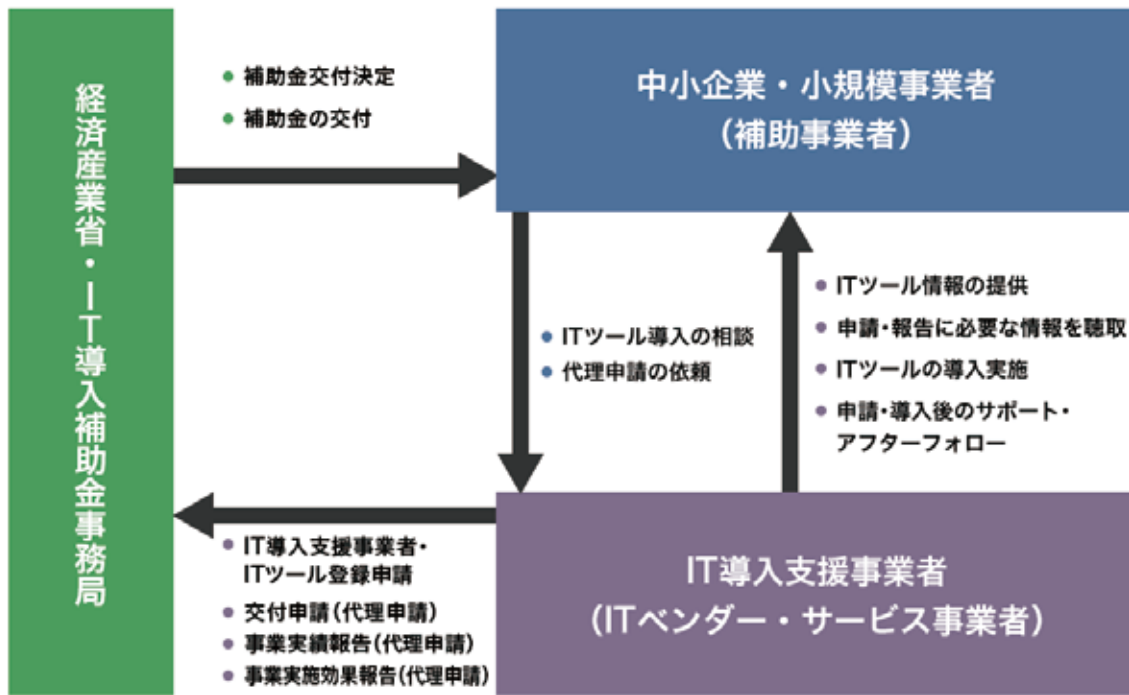 経済産業省・IT導入補助金事務局
補助金交付決定
補助金の交付
中小企業・小規模事業者
（補助事業者）
ITツール導入の相談
代理申請の依頼
ITツール情報の提供
申請・報告に必要な情報を聴取
ITツールの導入実施
申請・導入後のサポート・
アフターフォロー
IT導入支援事業者・
ITツール登録申請
交付申請（代理申請）
事業実績報告（代理申請）
事業実施効果報告（代理申請）
IT導入支援事業者
（ITベンダー・サービス事業者）